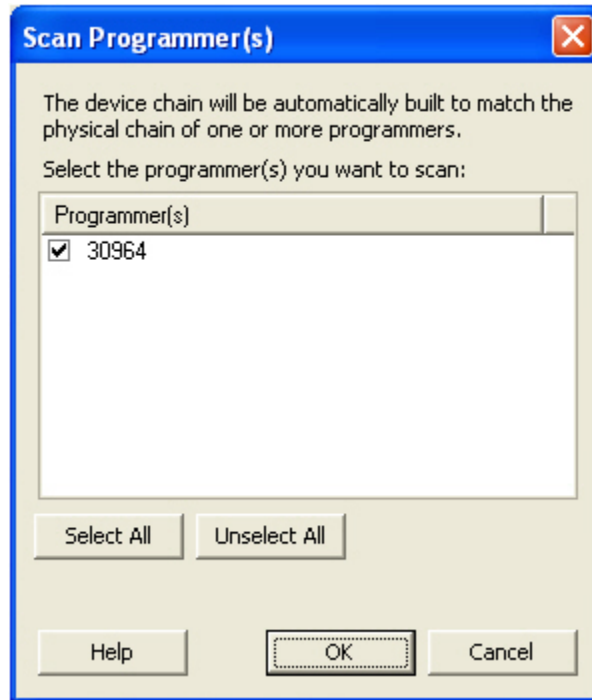 Scan Programmer(s)
The device chain will be automatically built to match the
physical chain of one or more programmers.
Select the programmer(s) you want to scan:
Programmer(s)
30964
Select All Unselect All
Help OK Cancel